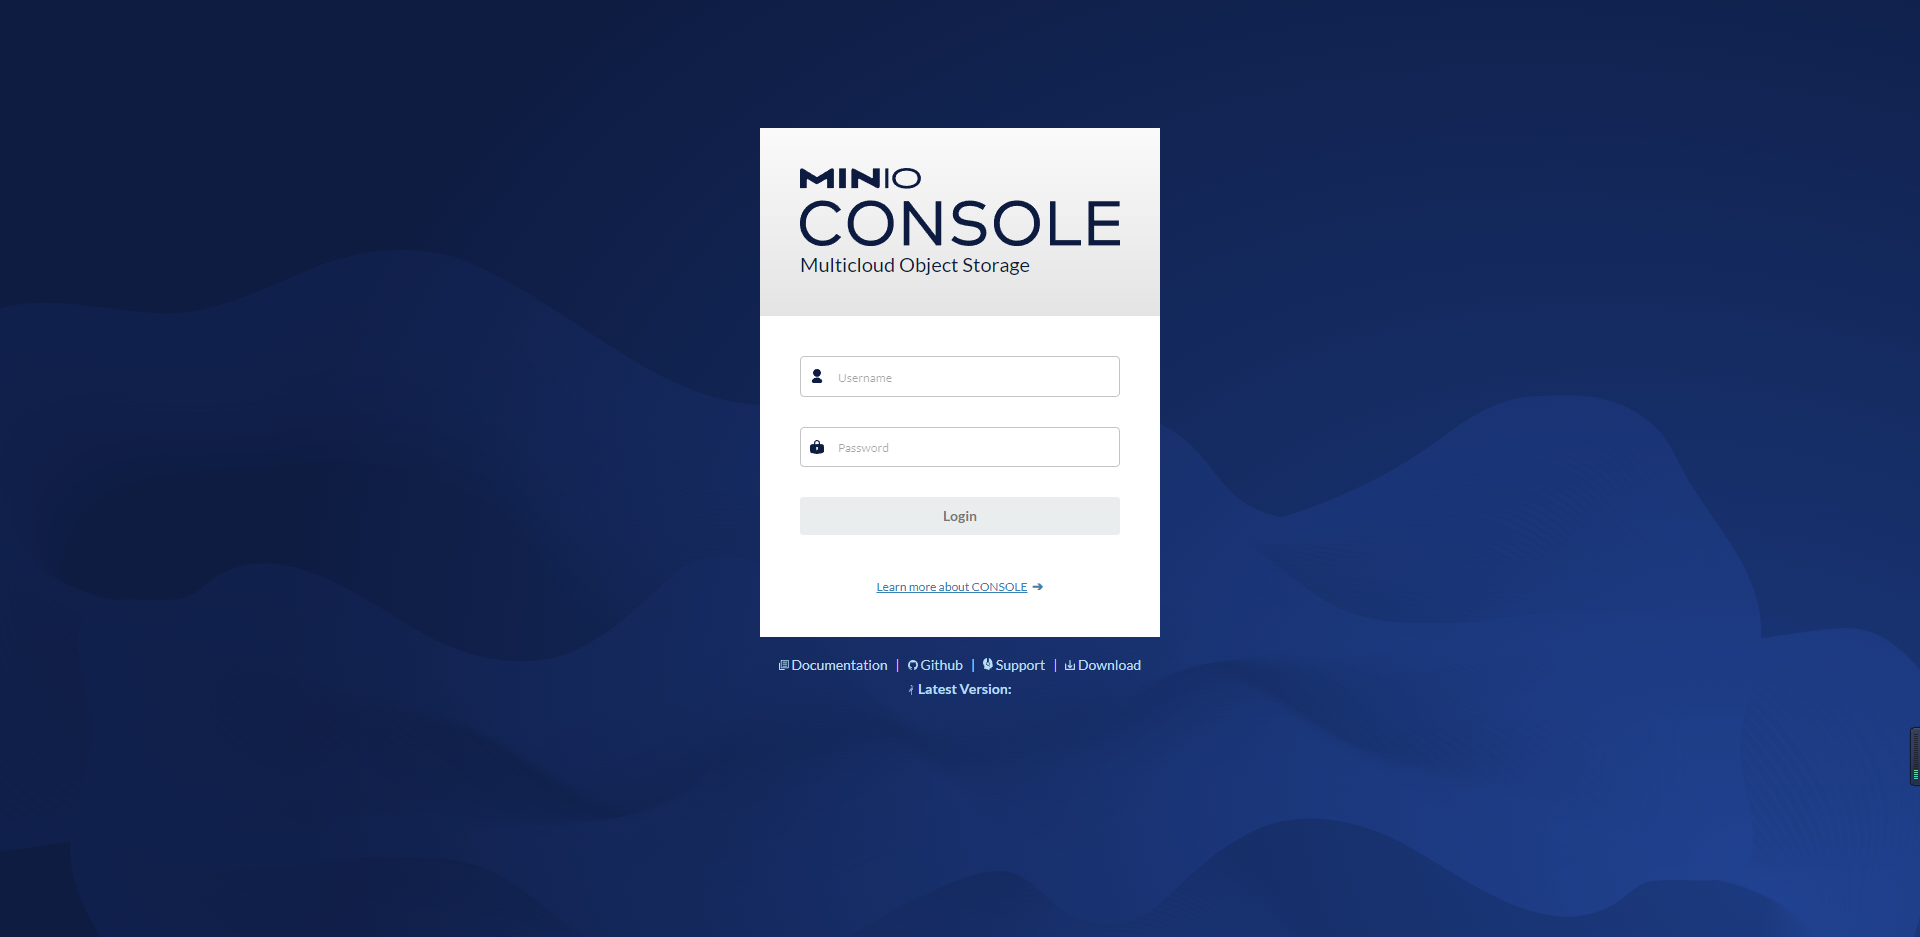 MINIO
CONSOLE
Multicloud Object Storage
Username
Password
Login
Learn more about CONSOLE ➔
Documentation | Github | Support | Download
Latest Version: